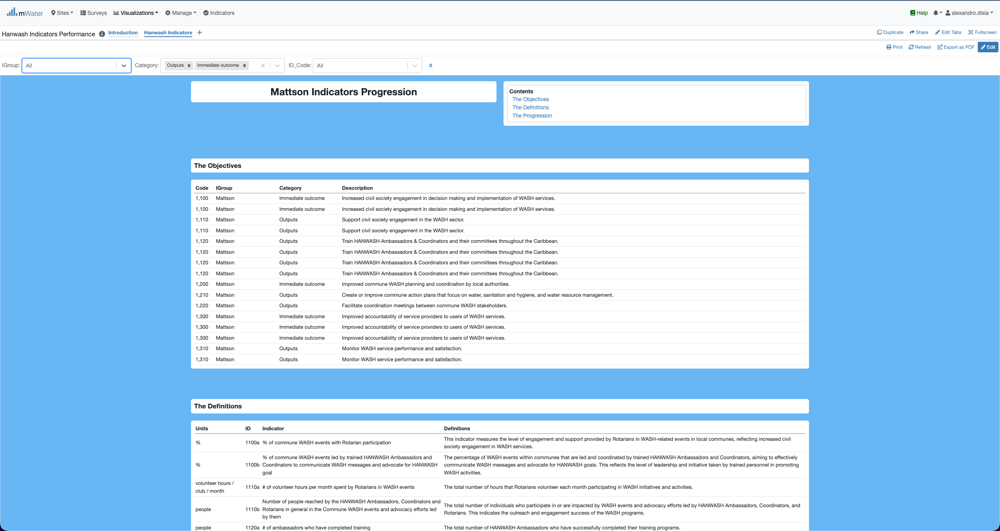 mWater Sites Surveys Visualizations Manage Indicators Help alexandro.disla
Hanwash Indicators Performance Introduction Hanwash Indicators + Duplicate Share Edit Tabs Fullscreen
Print Refresh Export as PDF Edit
IGroup: All Category: Outputs x Immediate outcome x ID_Code: All
Mattson Indicators Progression
Contents
The Objectives
The Definitions
The Progression
The Objectives
Code IGroup Category Desccription
1,100 Mattson Immediate outcome Increased civil society engagement in decision making and implementation of WASH services.
1,100 Mattson Immediate outcome Increased civil society engagement in decision making and implementation of WASH services.
1,110 Mattson Outputs Support civil society engagement in the WASH sector.
1,110 Mattson Outputs Support civil society engagement in the WASH sector.
1,120 Mattson Outputs Train HANWASH Ambassadors & Coordinators and their committees throughout the Caribbean.
1,120 Mattson Outputs Train HANWASH Ambassadors & Coordinators and their committees throughout the Caribbean.
1,120 Mattson Outputs Train HANWASH Ambassadors & Coordinators and their committees throughout the Caribbean.
1,120 Mattson Outputs Train HANWASH Ambassadors & Coordinators and their committees throughout the Caribbean.
1,200 Mattson Immediate outcome Improved commune WASH planning and coordination by local authorities.
1,210 Mattson Outputs Create or improve commune action plans that focus on water, sanitation and hygiene, and water resource management.
1,220 Mattson Outputs Facilitate coordination meetings between commune WASH stakeholders.
1,300 Mattson Immediate outcome Improved accountability of service providers to users of WASH services.
1,300 Mattson Immediate outcome Improved accountability of service providers to users of WASH services.
1,300 Mattson Immediate outcome Improved accountability of service providers to users of WASH services.
1,310 Mattson Outputs Monitor WASH service performance and satisfaction.
1,310 Mattson Outputs Monitor WASH service performance and satisfaction.
The Definitions
Units ID Indicator Definitions
% 1100a % of commune WASH events with Rotarian participation
This indicator measures the level of engagement and support provided by Rotarians in WASH-related events in local communes, reflecting increased civil
society engagement in WASH services.
% 1100b
% of commune WASH events led by trained HANWASH Ambassadors and
Coordinators to communicate WASH messages and advocate for HANWASH
goal
The percentage of WASH events within communes that are led and coordinated by trained HANWASH Ambassadors and Coordinators, aiming to effectively
communicate WASH messages and advocate for HANWASH goals. This reflects the level of leadership and initiative taken by trained personnel in promoting
WASH activities.
volunteer hours /
club / month
1110a # of volunteer hours per month spent by Rotarians in WASH events The total number of hours that Rotarians volunteer each month participating in WASH initiatives and activities.
people 1110b
Number of people reached by the HANWASH Ambassadors, Coordinators and
Rotarians in general in the Commune WASH events and advocacy efforts led
by them
The total number of individuals who participate in or are impacted by WASH events and advocacy efforts led by HANWASH Ambassadors, Coordinators, and
Rotarians. This indicates the outreach and engagement success of the WASH programs.
people 1120a # of ambassadors who have completed training The total number of HANWASH Ambassadors who have successfully completed their training programs.